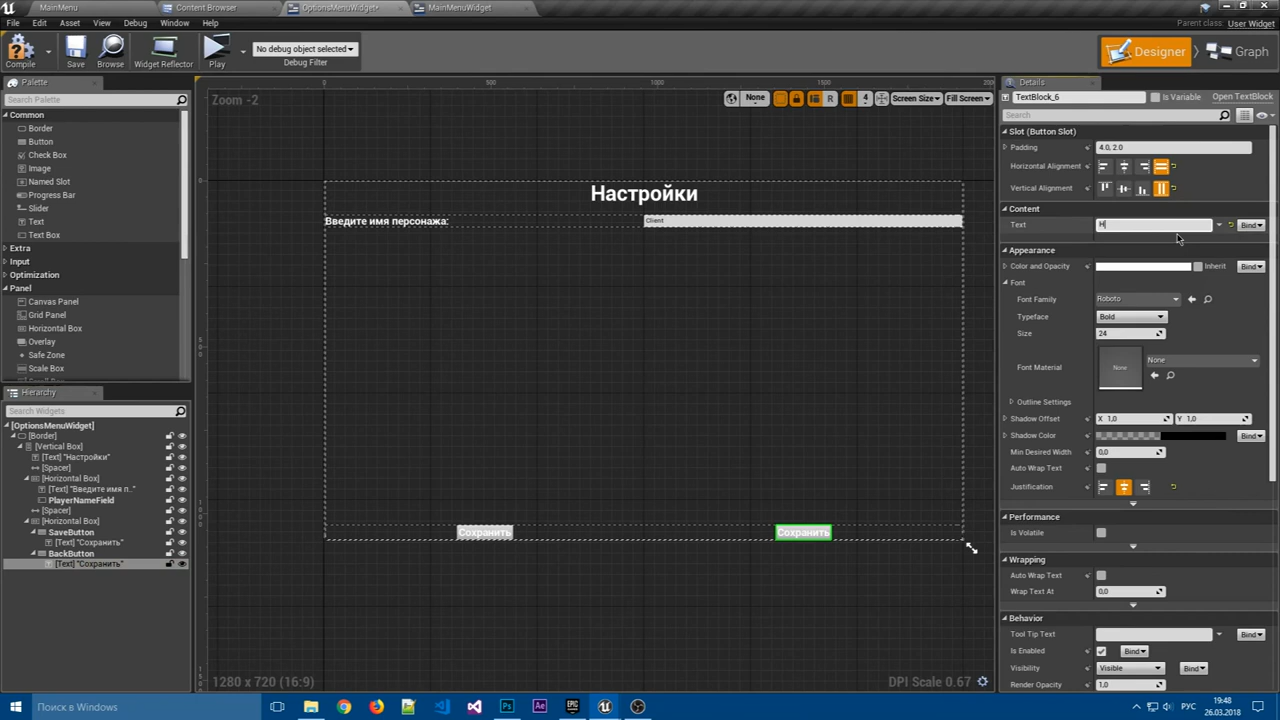 MainMenu
Content Browser
OptionsMenuWidget*
MainMenuWidget
File Edit Asset View Debug Window Help
Parent class: User Widget
Compile
Save
Browse
Widget Reflector
Play
No debug object selected
Debug Filter
Designer
Graph
Palette
Search Palette
Common
Border
Button
Check Box
Image
Named Slot
Progress Bar
Slider
Text
Text Box
Extra
Input
Optimization
Panel
Canvas Panel
Grid Panel
Horizontal Box
Overlay
Safe Zone
Scale Box
Hierarchy
Search Widgets
[OptionsMenuWidget]
[Border]
[Vertical Box]
[Text] "Настройки"
[Spacer]
[Horizontal Box]
[Text] "Введите имя п.."
PlayerNameField
[Spacer]
[Horizontal Box]
SaveButton
[Text] "Сохранить"
BackButton
[Text] "Сохранить"
0 500 1000 1500 2000
Zoom -2
None
R
4
Screen Size
Fill Screen
Настройки
Введите имя персонажа:
Client
Сохранить
Сохранить
1280 x 720 (16:9)
DPI Scale 0.67
Details
TextBlock_6
Is Variable
Open TextBlock
Search
Slot (Button Slot)
Padding 4.0, 2.0
Horizontal Alignment
Vertical Alignment
Content
Text Н Bind
Appearance
Color and Opacity Inherit Bind
Font
Font Family Roboto
Typeface Bold
Size 24
Font Material None None
Outline Settings
Shadow Offset X 1,0 Y 1,0
Shadow Color Bind
Min Desired Width 0,0
Auto Wrap Text
Justification
Performance
Is Volatile
Wrapping
Auto Wrap Text
Wrap Text At 0,0
Behavior
Tool Tip Text Bind
Is Enabled Bind
Visibility Visible Bind
Render Opacity 1,0
Поиск в Windows
РУС
19:48
26.03.2018